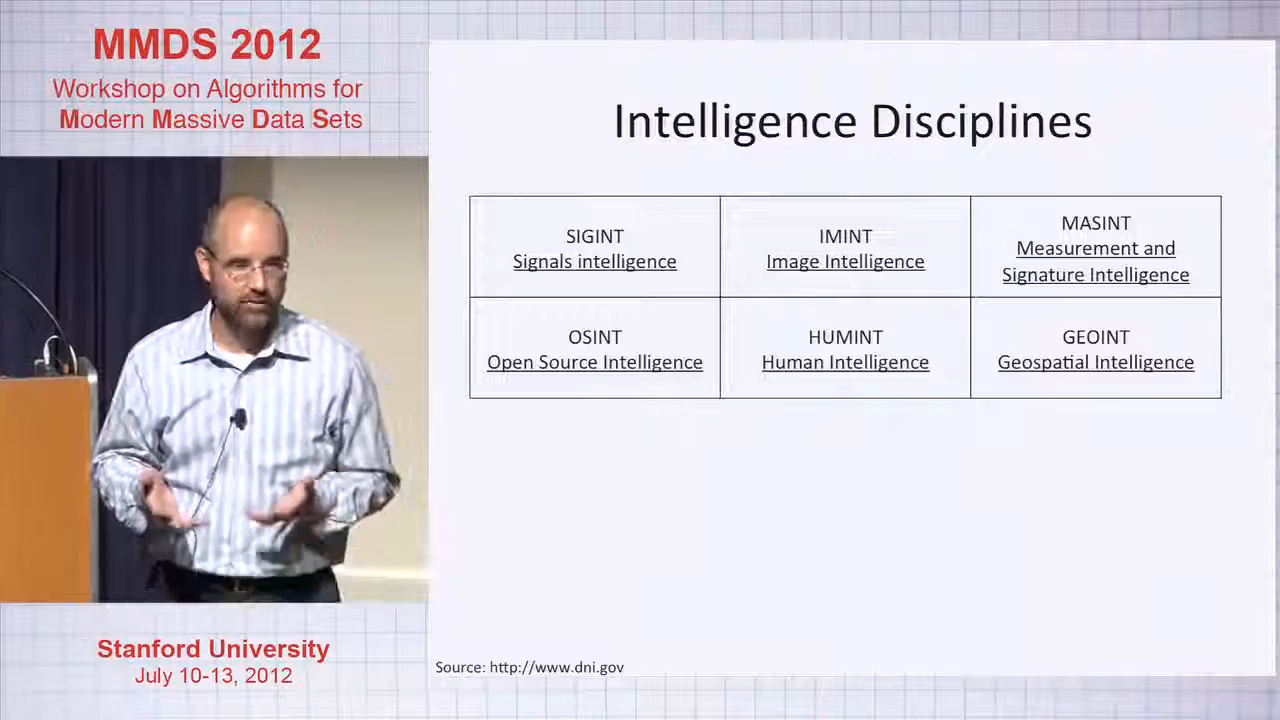 MMDS 2012
Workshop on Algorithms for
Modern Massive Data Sets
Intelligence Disciplines
SIGINT
Signals intelligence
IMINT
Image Intelligence
MASINT
Measurement and
Signature Intelligence
OSINT
Open Source Intelligence
HUMINT
Human Intelligence
GEOINT
Geospatial Intelligence
Stanford University
July 10-13, 2012
Source: http://www.dni.gov